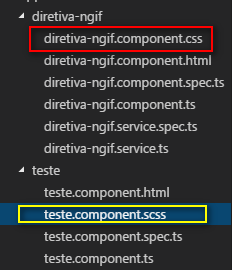 diretiva-ngif
diretiva-ngif.component.css
diretiva-ngif.component.html
diretiva-ngif.component.spec.ts
diretiva-ngif.component.ts
diretiva-ngif.service.spec.ts
diretiva-ngif.service.ts
teste
teste.component.html
teste.component.scss
teste.component.spec.ts
teste.component.ts